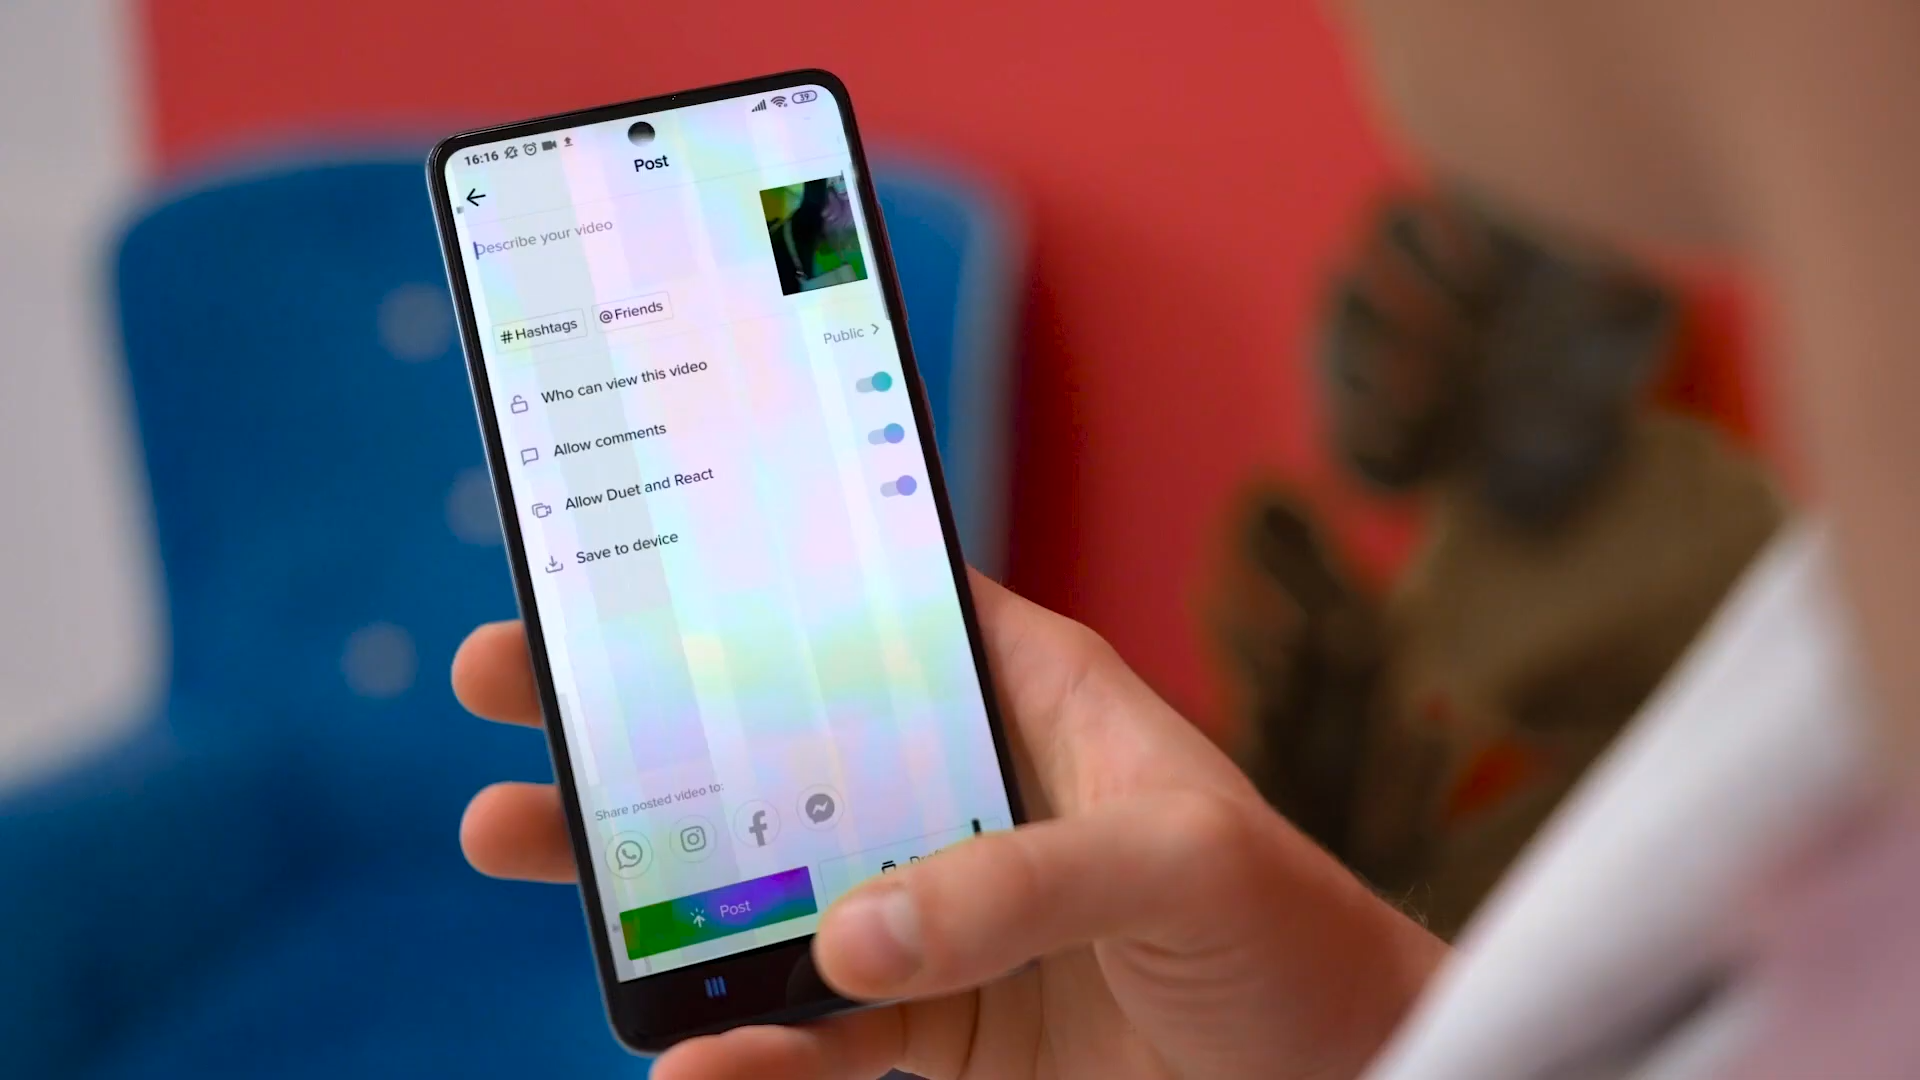 16:16
39
Post
Describe your video
#Hashtags
@Friends
Who can view this video
Public
Allow comments
Allow Duet and React
Save to device
Share posted video to:
Post